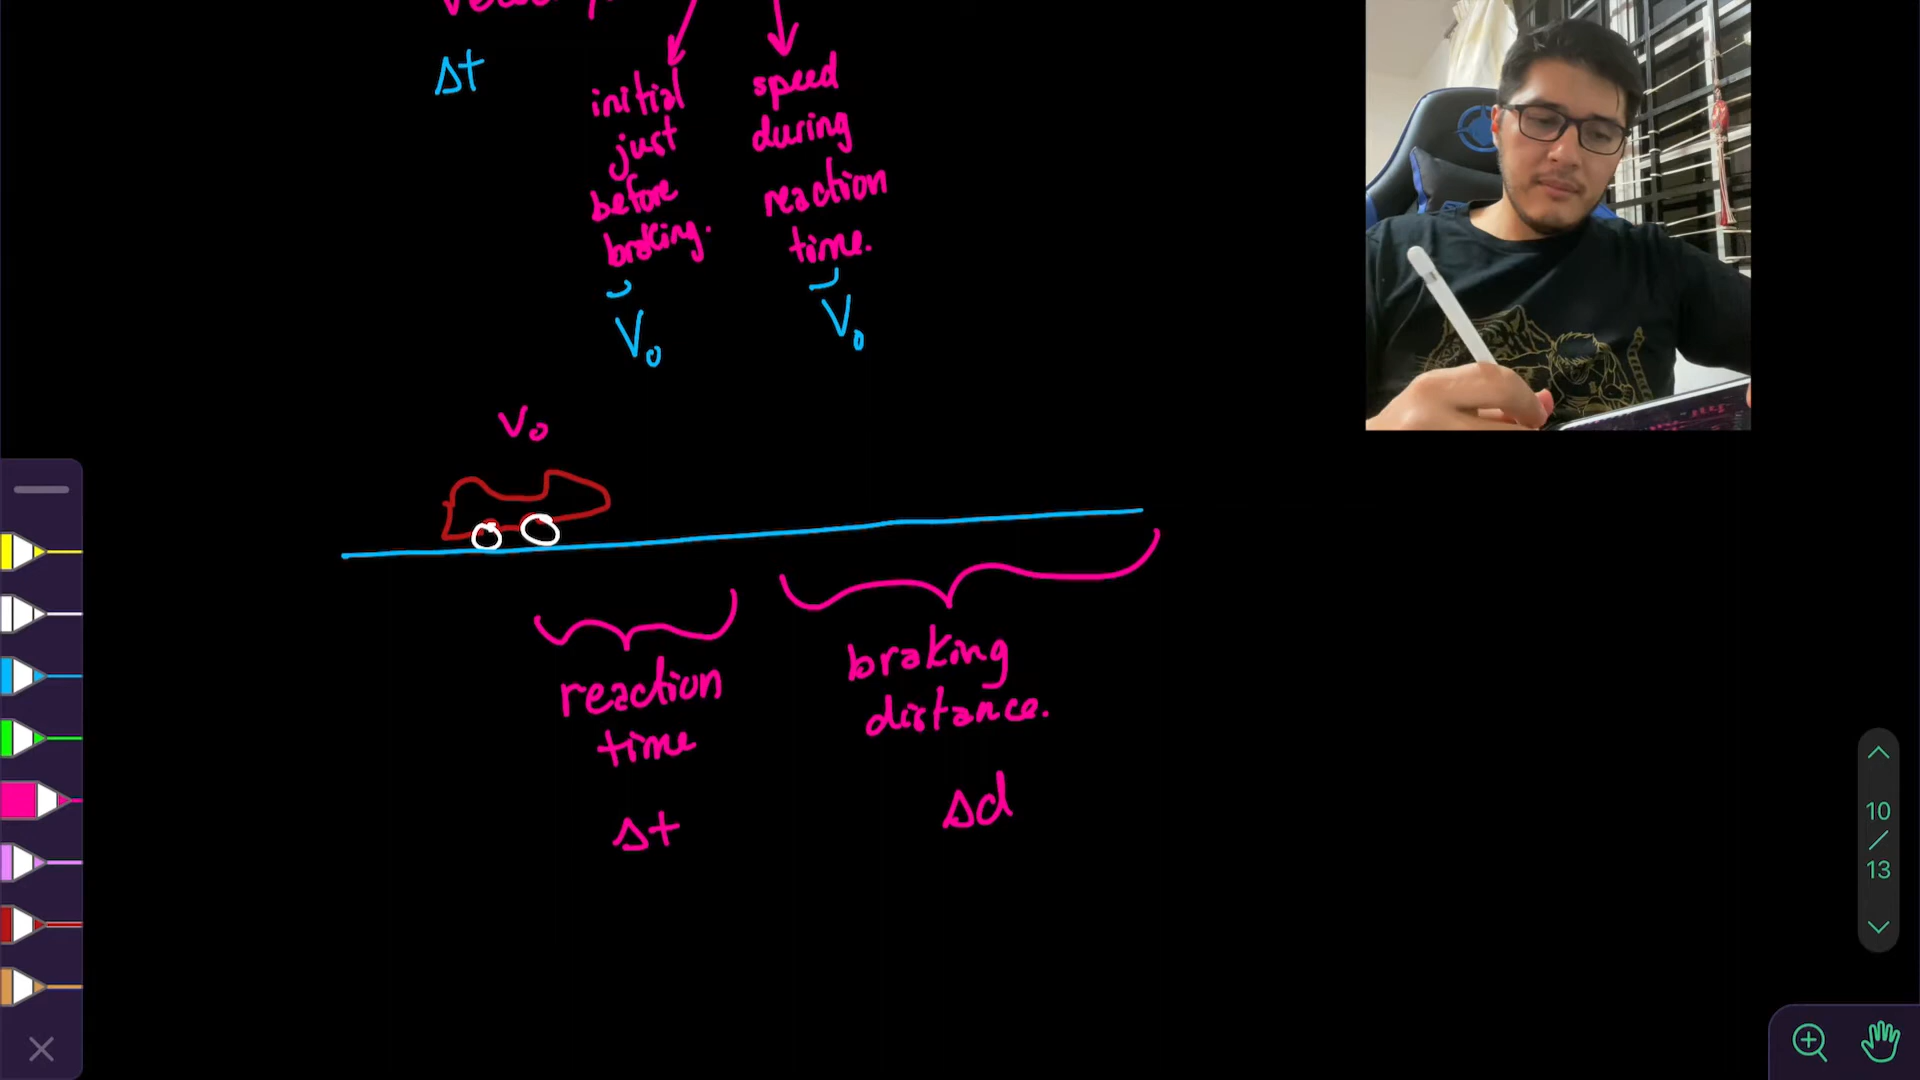 Δt
initial
just
before
braking.
V₀
speed
during
reaction
time.
V₀
V₀
reaction
time
Δt
braking
distance.
Δd
10
/
13